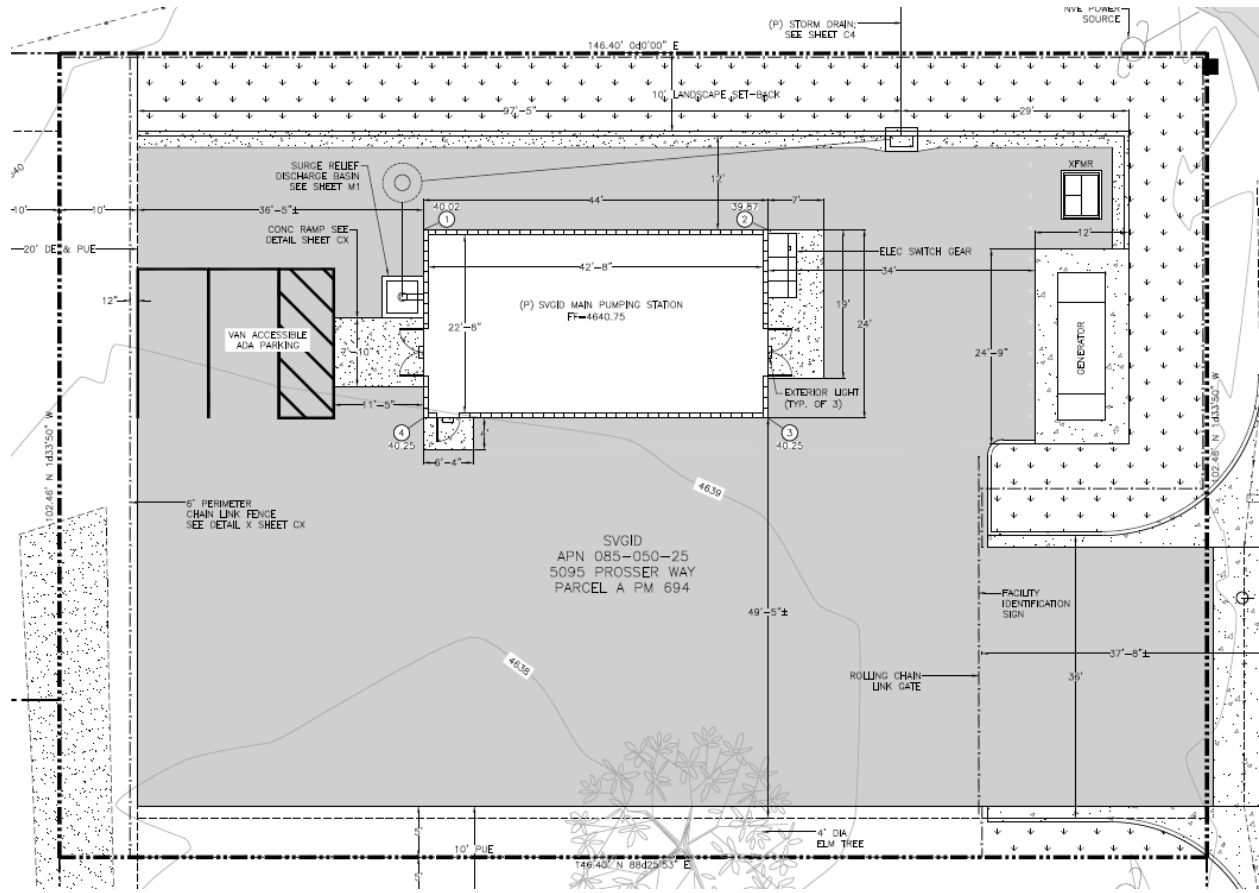 NVE POWER
SOURCE
(P) STORM DRAIN;
SEE SHEET C4
146.40' 0d0'00" E
10' LANDSCAPE SET-BACK
97'-5"
29'
SURGE RELIEF
DISCHARGE BASIN
SEE SHEET M1
12'
XFMR
10'
10'
36'-5"±
40.02
1
44'
39.87
2
7'
12'
CONC RAMP SEE
DETAIL SHEET CX
20' DE & PUE
ELEC SWITCH GEAR
34'
42'-8"
12"
(P) SVGID MAIN PUMPING STATION
FF=4640.75
22'-8"
19'
24'
VAN ACCESSIBLE
ADA PARKING
7'-10"
24'-9"
GENERATOR
EXTERIOR LIGHT
(TYP. OF 3)
11'-5"
4
40.25
4'
6'-4"
3
40.25
102.46' N 1d33'50" W
102.46' N 1d33'50" W
4639
6' PERIMETER
CHAIN LINK FENCE
SEE DETAIL X SHEET CX
SVGID
APN 085-050-25
5095 PROSSER WAY
PARCEL A PM 694
FACILITY
IDENTIFICATION
SIGN
49'-5"±
37'-8"±
4638
ROLLING CHAIN
LINK GATE
36'
5'
10' PUE
4' DIA
ELM TREE
146.40' N 88d25'53" E
5'